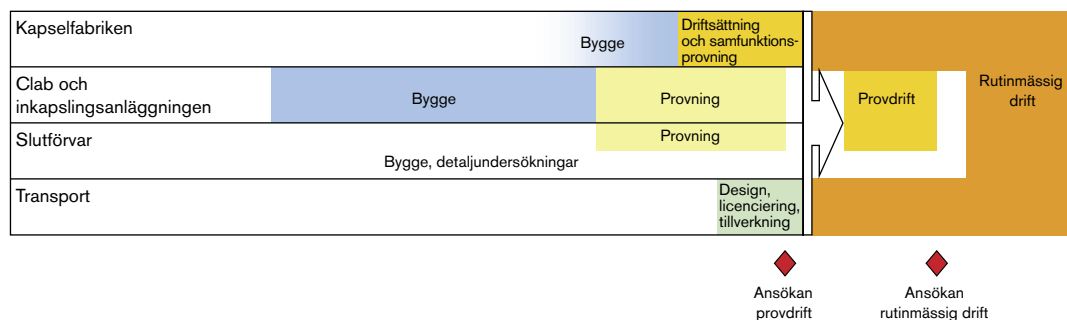 Kapselfabriken
Bygge
Driftsättning
och samfunktions-
provning
Clab och
inkapslingsanläggningen
Bygge
Provning
Provdrift
Rutinmässig
drift
Slutförvar
Provning
Bygge, detaljundersökningar
Transport
Design,
licenciering,
tillverkning
Ansökan
provdrift
Ansökan
rutinmässig drift